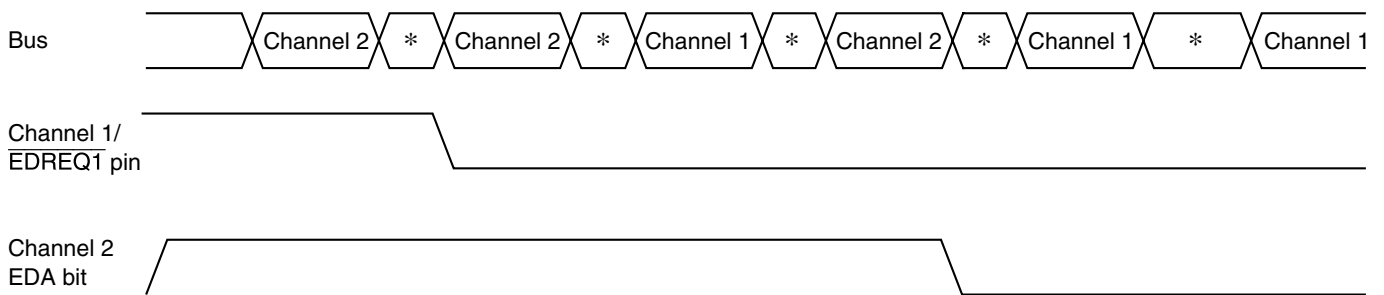 Bus Channel 2 * Channel 2 * Channel 1 * Channel 2 * Channel 1 * Channel 1
Channel 1/
EDREQ1 pin
Channel 2
EDA bit